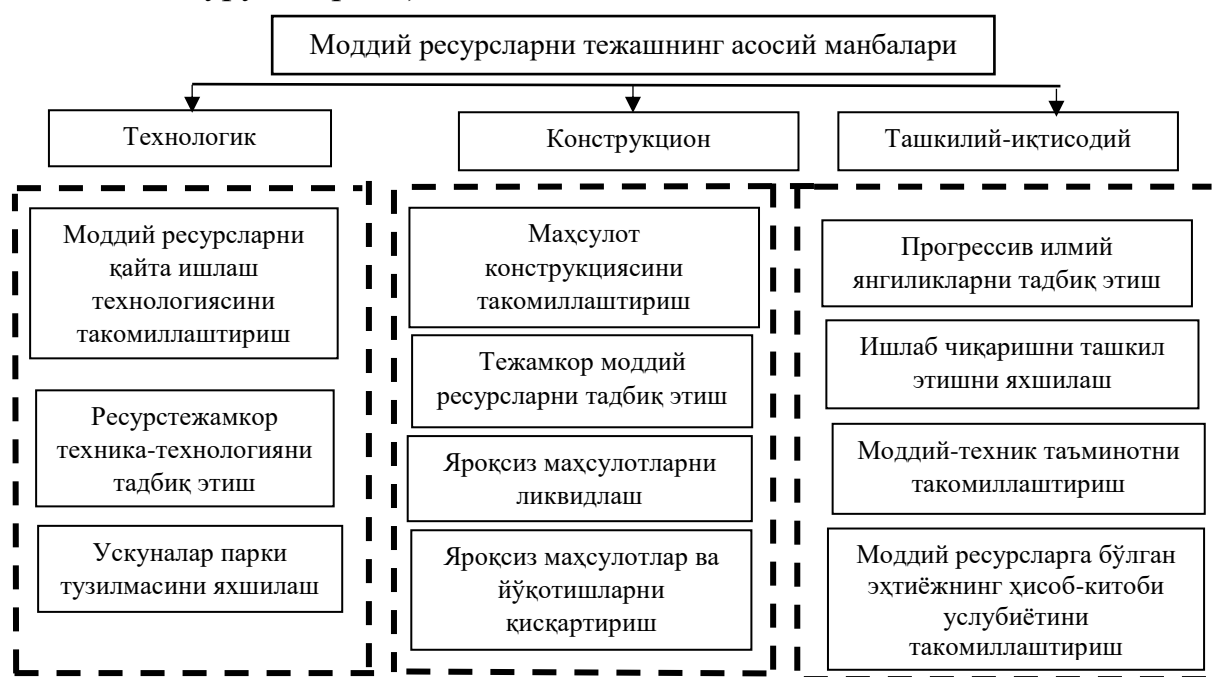 Моддий ресурсларни тежашнинг асосий манбалари
Технологик
Конструкцион
Ташкилий-иқтисодий
Моддий ресурсларни
қайта ишлаш
технологиясини
такомиллаштириш
Ресурстежамкор
техника-технологияни
тадбиқ этиш
Ускуналар парки
тузилмасини яхшилаш
Маҳсулот
конструкциясини
такомиллаштириш
Тежамкор моддий
ресурсларни тадбиқ этиш
Яроқсиз маҳсулотларни
ликвидлаш
Яроқсиз маҳсулотлар ва
йўқотишларни
қисқартириш
Прогрессив илмий
янгиликларни тадбиқ этиш
Ишлаб чиқаришни ташкил
этишни яхшилаш
Моддий-техник таъминотни
такомиллаштириш
Моддий ресурсларга бўлган
эҳтиёжнинг ҳисоб-китоби
услубиётини
такомиллаштириш